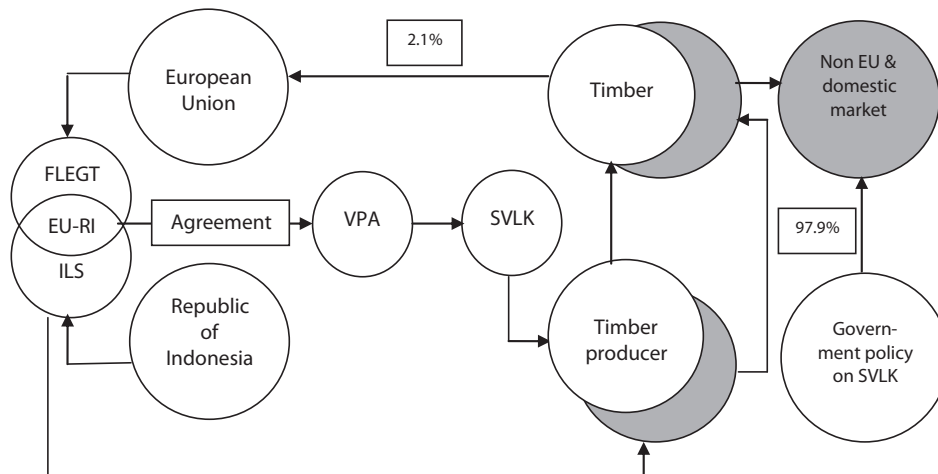 2.1%
European
Union
Timber
Non EU &
domestic
market
FLEGT
EU-RI
ILS
Agreement
VPA
SVLK
97.9%
Republic
of
Indonesia
Timber
producer
Govern-
ment policy
on SVLK